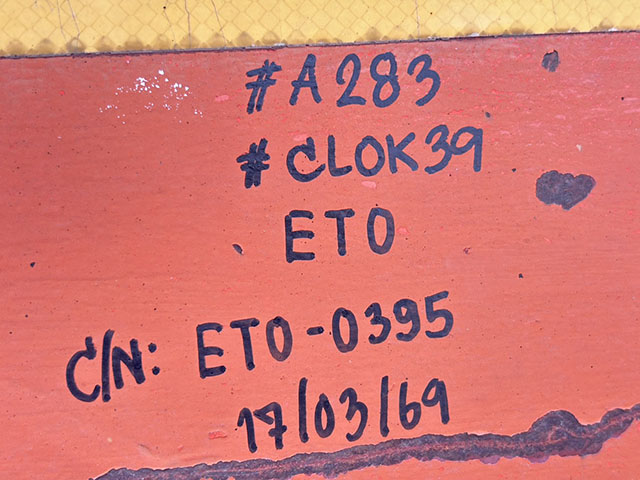 #A283
#CLOK39
ETO
C/N: ETO-0395
17/03/69